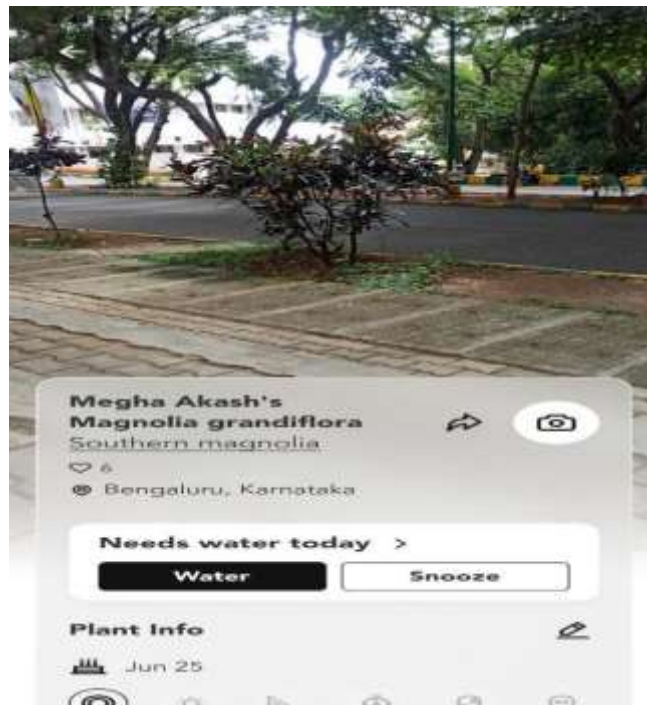 Megha Akash's
Magnolia grandiflora
Southern magnolia
6
Bengaluru, Karnataka
Needs water today >
Water
Snooze
Plant Info
Jun 25